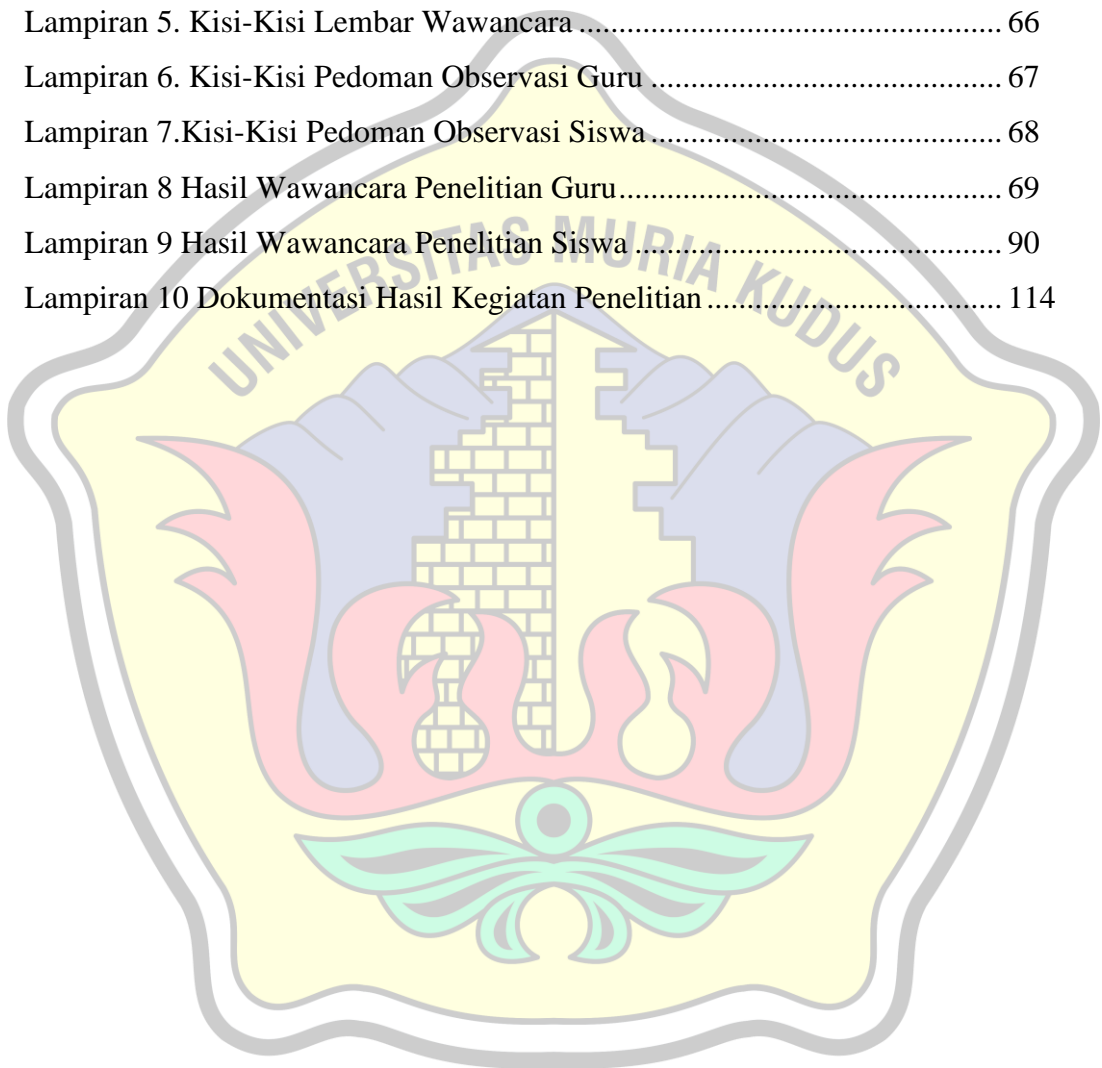 Lampiran 5. Kisi-Kisi Lembar Wawancara ........................................................... 66
Lampiran 6. Kisi-Kisi Pedoman Observasi Guru ................................................. 67
Lampiran 7.Kisi-Kisi Pedoman Observasi Siswa ................................................. 68
Lampiran 8 Hasil Wawancara Penelitian Guru...................................................... 69
Lampiran 9 Hasil Wawancara Penelitian Siswa .................................................... 90
Lampiran 10 Dokumentasi Hasil Kegiatan Penelitian ......................................... 114
UNIVERSITAS MURIA KUDUS